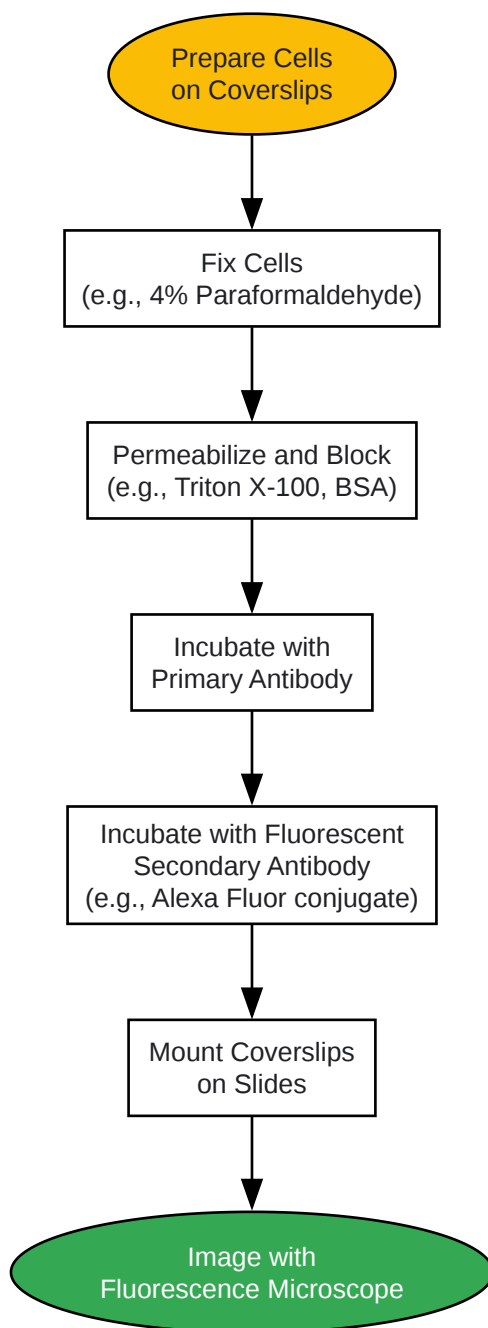 Prepare Cells
on Coverslips
Fix Cells
(e.g., 4% Paraformaldehyde)
Permeabilize and Block
(e.g., Triton X-100, BSA)
Incubate with
Primary Antibody
Incubate with Fluorescent
Secondary Antibody
(e.g., Alexa Fluor conjugate)
Mount Coverslips
on Slides
Image with
Fluorescence Microscope